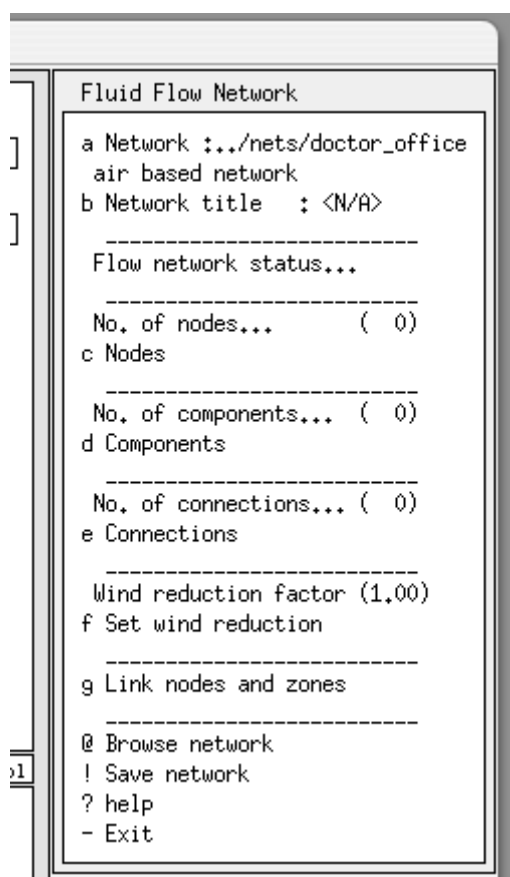 Fluid Flow Network
a Network :../nets/doctor_office
air based network
b Network title : <N/A>
Flow network status...
No. of nodes... ( 0)
c Nodes
No. of components... ( 0)
d Components
No. of connections... ( 0)
e Connections
Wind reduction factor (1.00)
f Set wind reduction
g Link nodes and zones
@ Browse network
! Save network
? help
- Exit